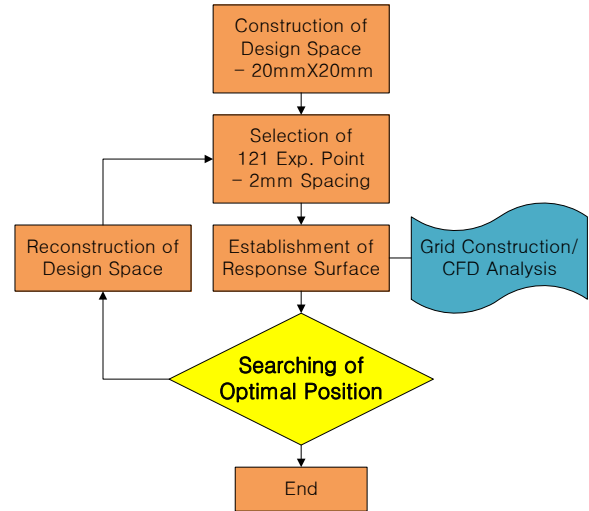 Construction of
Design Space
- 20mmX20mm
Selection of
121 Exp. Point
- 2mm Spacing
Reconstruction of
Design Space
Establishment of
Response Surface
Grid Construction/
CFD Analysis
Searching of
Optimal Position
End